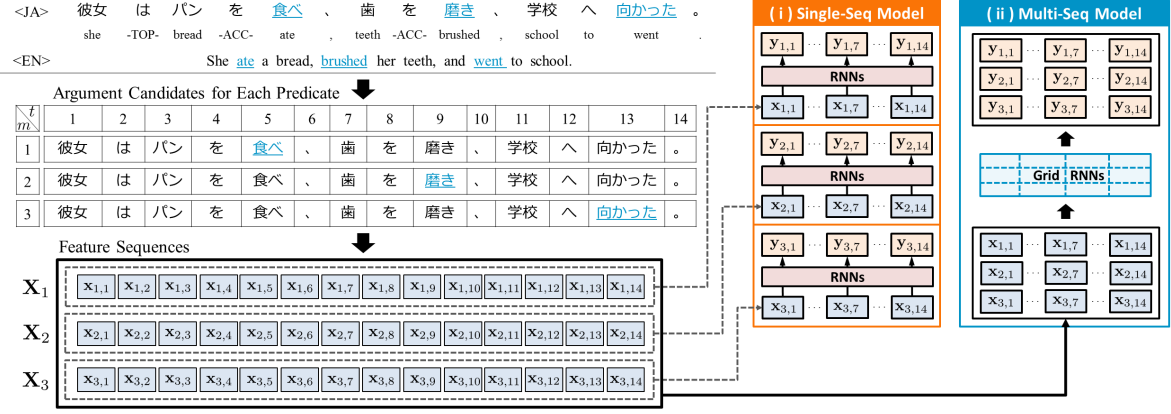 <JA> 彼女 は パン を 食べ 、 歯 を 磨き 、 学校 へ 向かった 。
she -TOP- bread -ACC- ate , teeth -ACC- brushed , school to went .
<EN> She ate a bread, brushed her teeth, and went to school.
Argument Candidates for Each Predicate
t
m 1 2 3 4 5 6 7 8 9 10 11 12 13 14
1 彼女 は パン を 食べ 、 歯 を 磨き 、 学校 へ 向かった 。
2 彼女 は パン を 食べ 、 歯 を 磨き 、 学校 へ 向かった 。
3 彼女 は パン を 食べ 、 歯 を 磨き 、 学校 へ 向かった 。
Feature Sequences
X1 x1,1 x1,2 x1,3 x1,4 x1,5 x1,6 x1,7 x1,8 x1,9 x1,10 x1,11 x1,12 x1,13 x1,14
X2 x2,1 x2,2 x2,3 x2,4 x2,5 x2,6 x2,7 x2,8 x2,9 x2,10 x2,11 x2,12 x2,13 x2,14
X3 x3,1 x3,2 x3,3 x3,4 x3,5 x3,6 x3,7 x3,8 x3,9 x3,10 x3,11 x3,12 x3,13 x3,14
( i ) Single-Seq Model
y1,1 ... y1,7 ... y1,14
RNNs
x1,1 ... x1,7 ... x1,14
y2,1 ... y2,7 ... y2,14
RNNs
x2,1 ... x2,7 ... x2,14
y3,1 ... y3,7 ... y3,14
RNNs
x3,1 ... x3,7 ... x3,14
( ii ) Multi-Seq Model
y1,1 ... y1,7 ... y1,14
y2,1 ... y2,7 ... y2,14
y3,1 ... y3,7 ... y3,14
Grid RNNs
x1,1 ... x1,7 ... x1,14
x2,1 ... x2,7 ... x2,14
x3,1 ... x3,7 ... x3,14